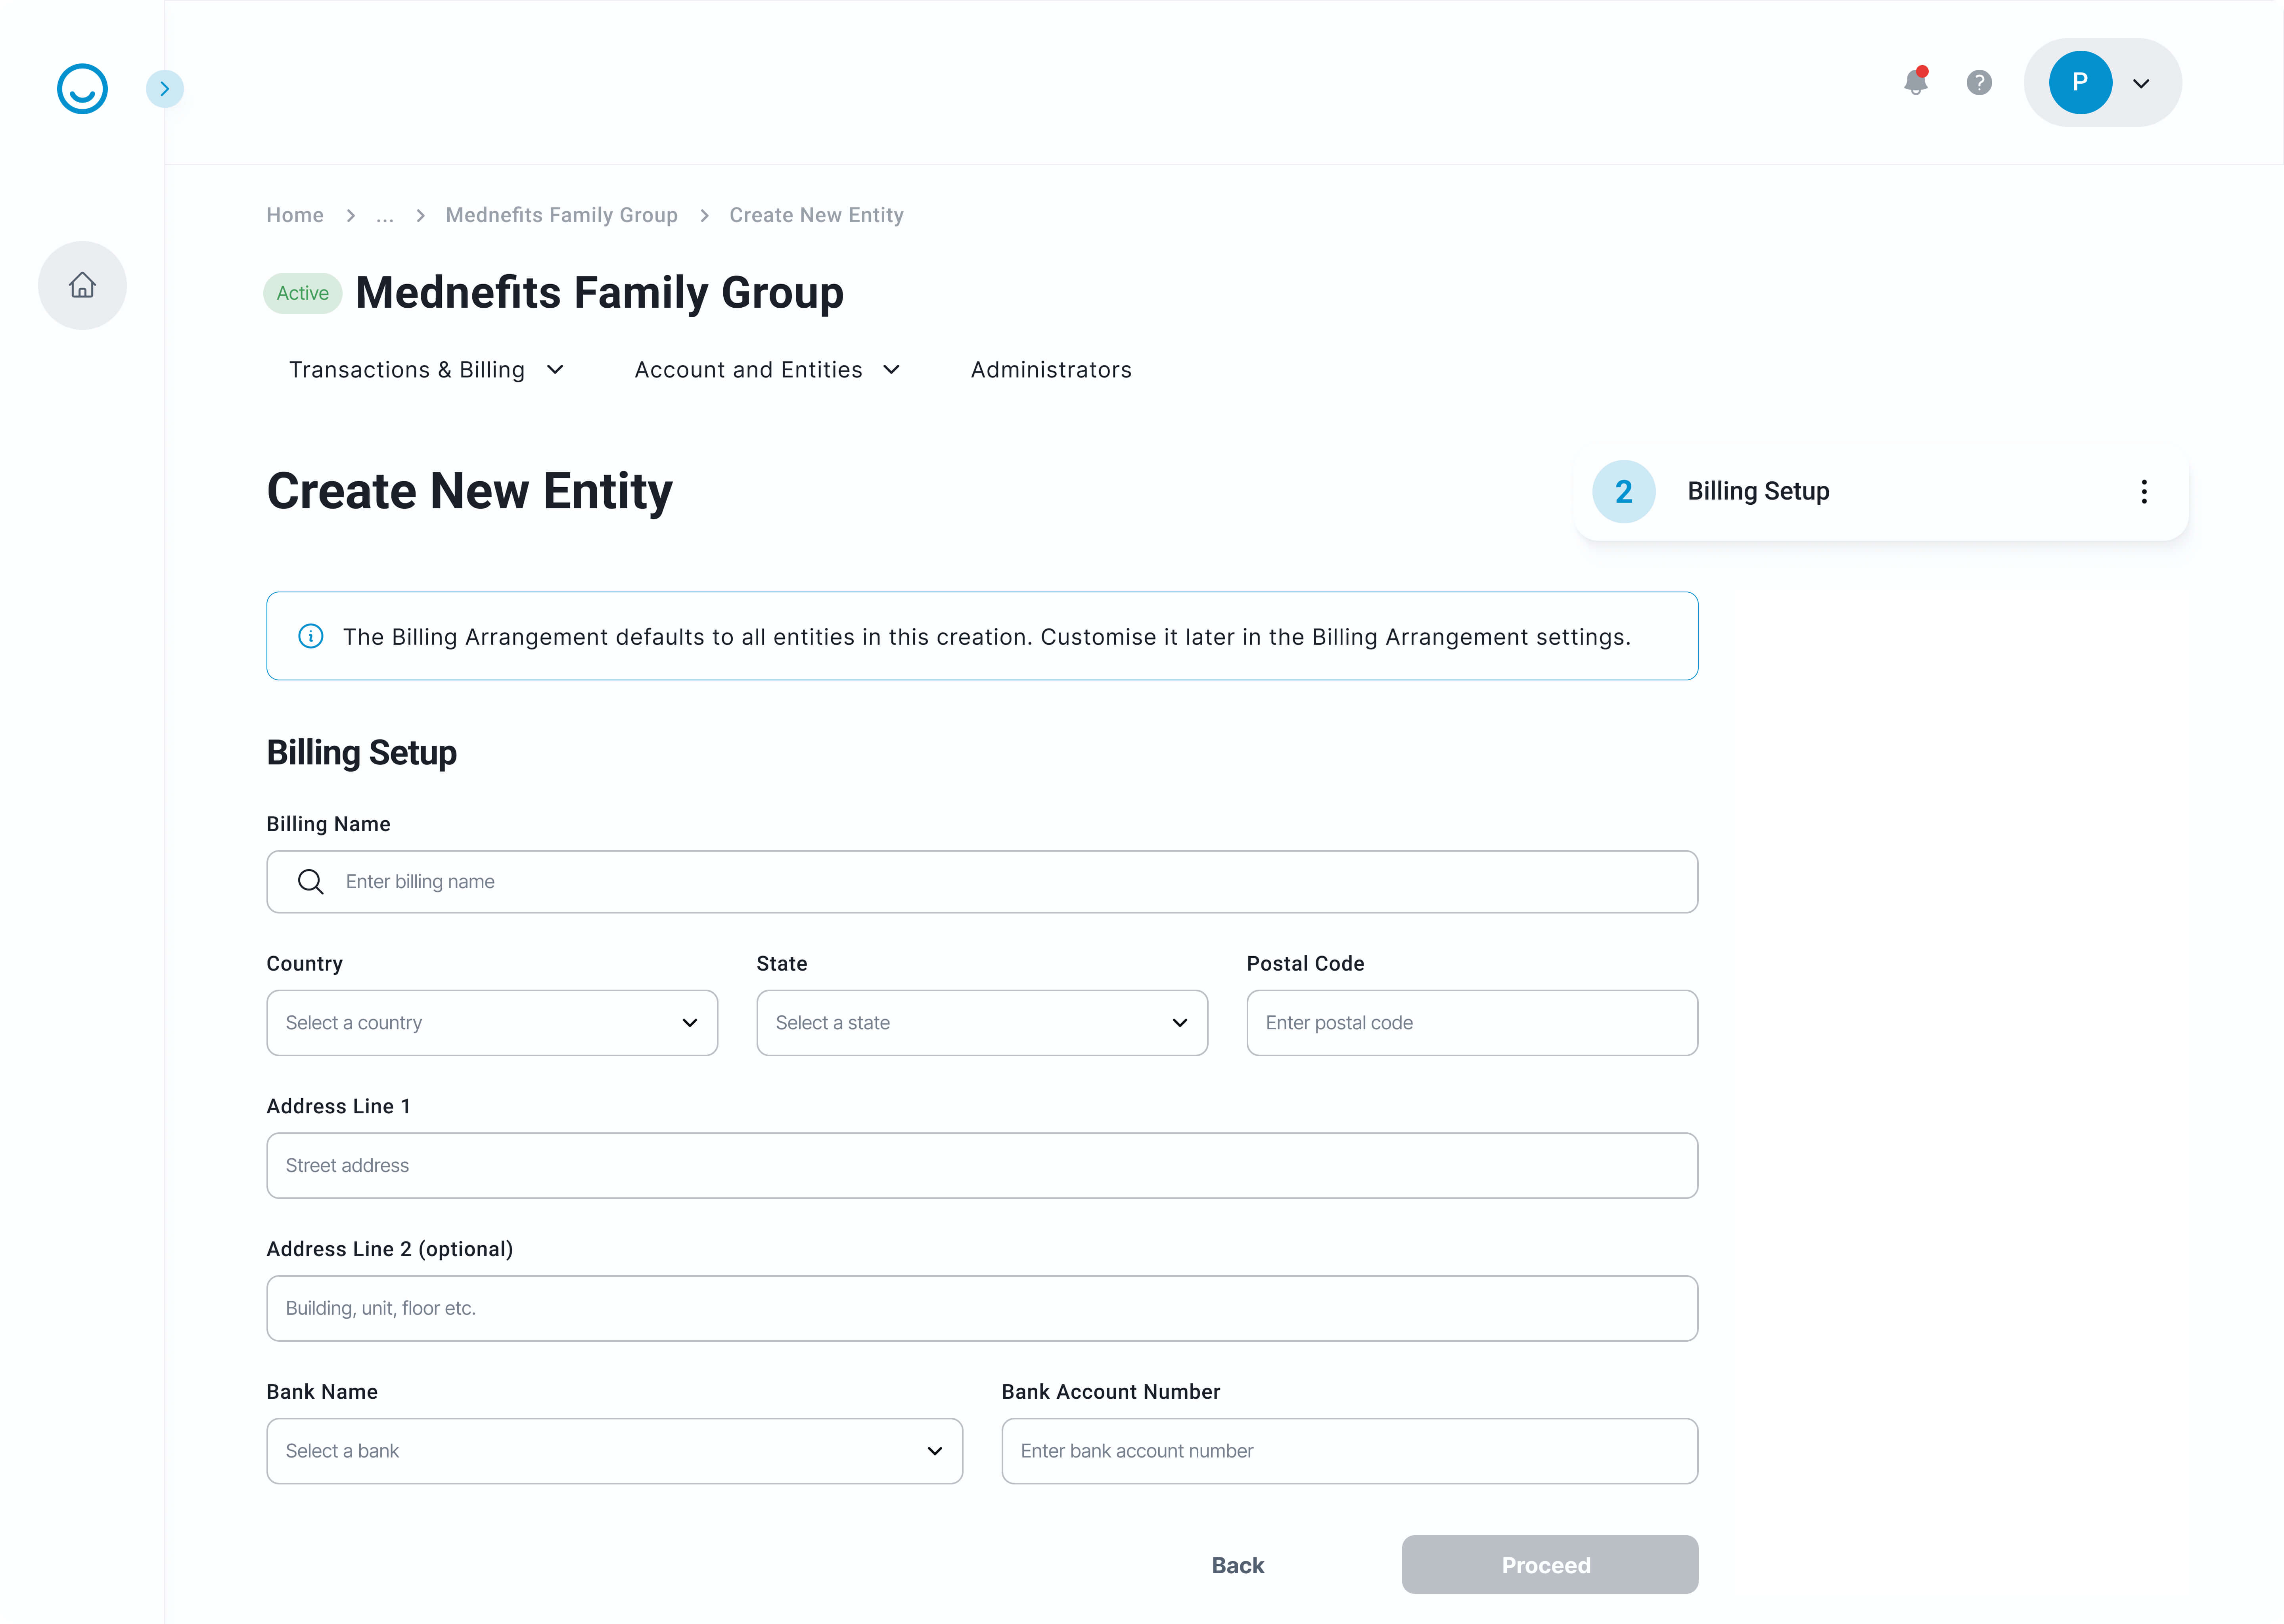 P
Home > ... > Mednefits Family Group > Create New Entity
Active Mednefits Family Group
Transactions & Billing Account and Entities Administrators
Create New Entity
2 Billing Setup
The Billing Arrangement defaults to all entities in this creation. Customise it later in the Billing Arrangement settings.
Billing Setup
Billing Name
Enter billing name
Country State Postal Code
Select a country Select a state Enter postal code
Address Line 1
Street address
Address Line 2 (optional)
Building, unit, floor etc.
Bank Name Bank Account Number
Select a bank Enter bank account number
Back Proceed